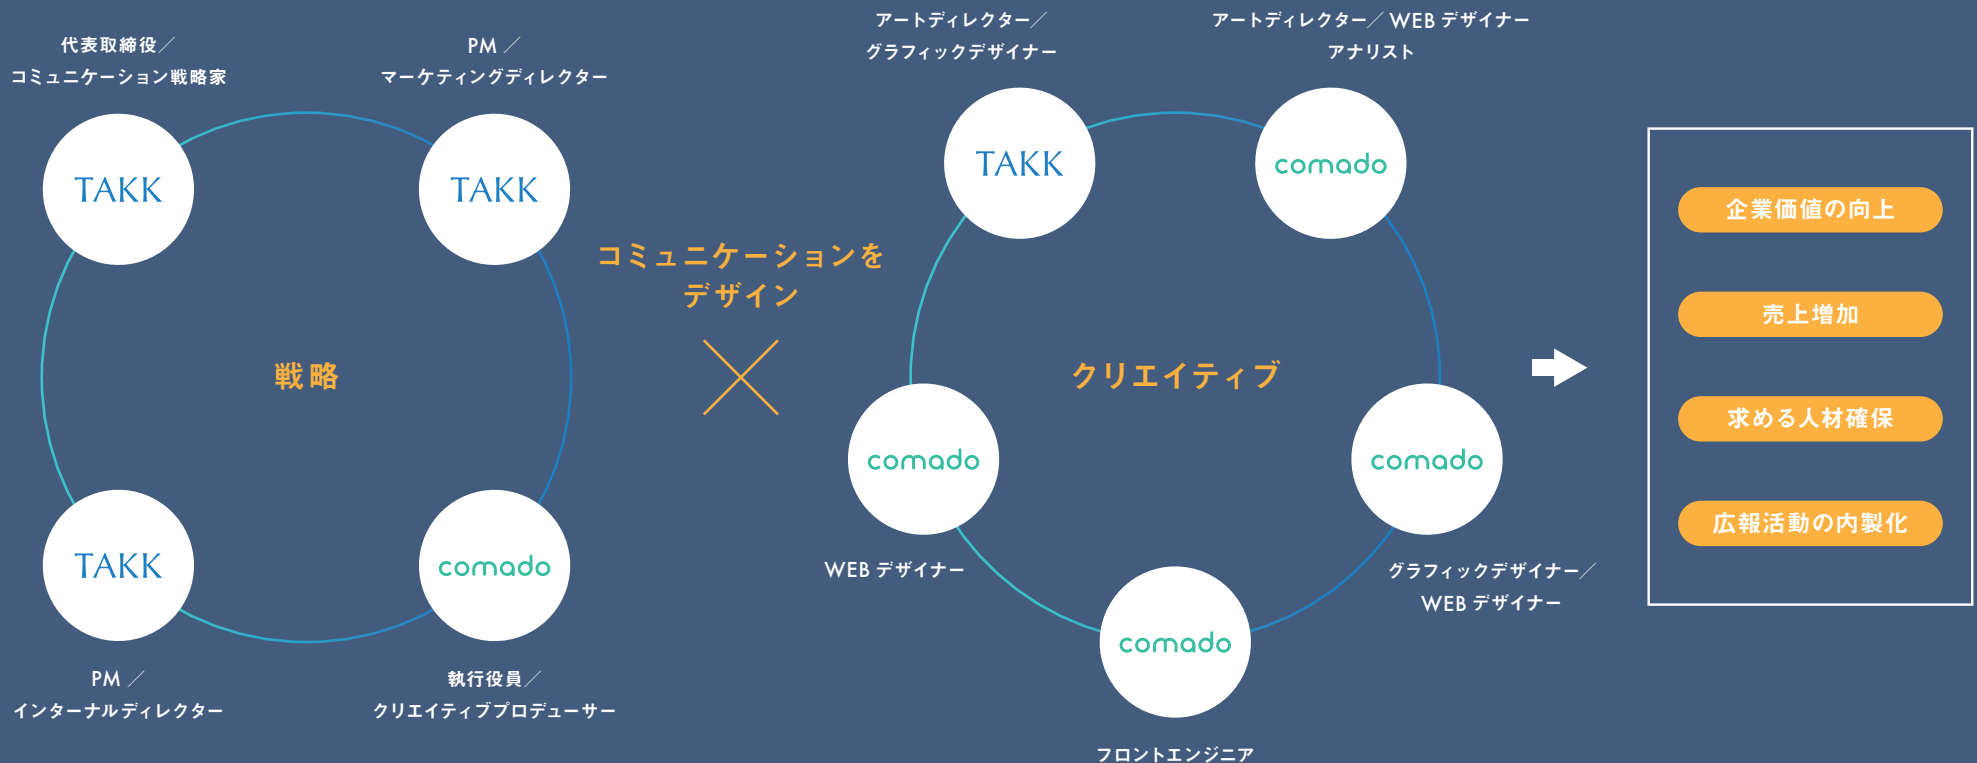 代表取締役／
コミュニケーション戦略家
TAKK
PM ／
マーケティングディレクター
TAKK
戦略
TAKK
PM ／
インターナルディレクター
comado
執行役員／
クリエイティブプロデューサー
コミュニケーションを
デザイン
アートディレクター／
グラフィックデザイナー
TAKK
アートディレクター／ WEB デザイナー
アナリスト
comado
クリエイティブ
comado
WEB デザイナー
comado
グラフィックデザイナー／
WEB デザイナー
comado
フロントエンジニア
企業価値の向上
売上増加
求める人材確保
広報活動の内製化